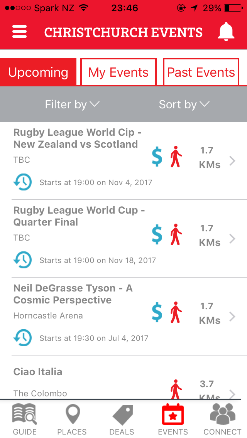 Spark NZ 23:46 29%
CHRISTCHURCH EVENTS
Upcoming My Events Past Events
Filter by Sort by
Rugby League World Cip -
New Zealand vs Scotland
TBC
$ 1.7
KMs
Starts at 19:00 on Nov 4, 2017
Rugby League World Cup -
Quarter Final
TBC
$ 1.7
KMs
Starts at 19:00 on Nov 18, 2017
Neil DeGrasse Tyson - A
Cosmic Perspective
Horncastle Arena
$ 1.7
KMs
Starts at 19:30 on Jul 4, 2017
Ciao Italia
The Colombo
3.7
KMs
GUIDE PLACES DEALS EVENTS CONNECT